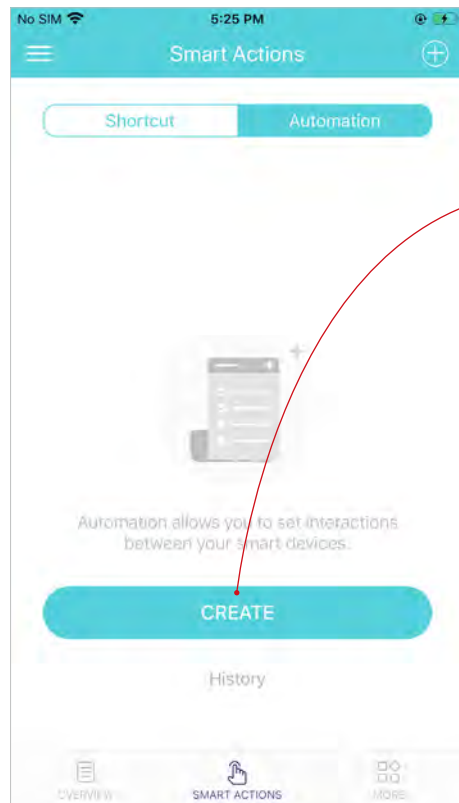 No SIM 5:25 PM
Smart Actions
Shortcut Automation
Automation allows you to set interactions
between your smart devices.
CREATE
History
OVERVIEW SMART ACTIONS MORE